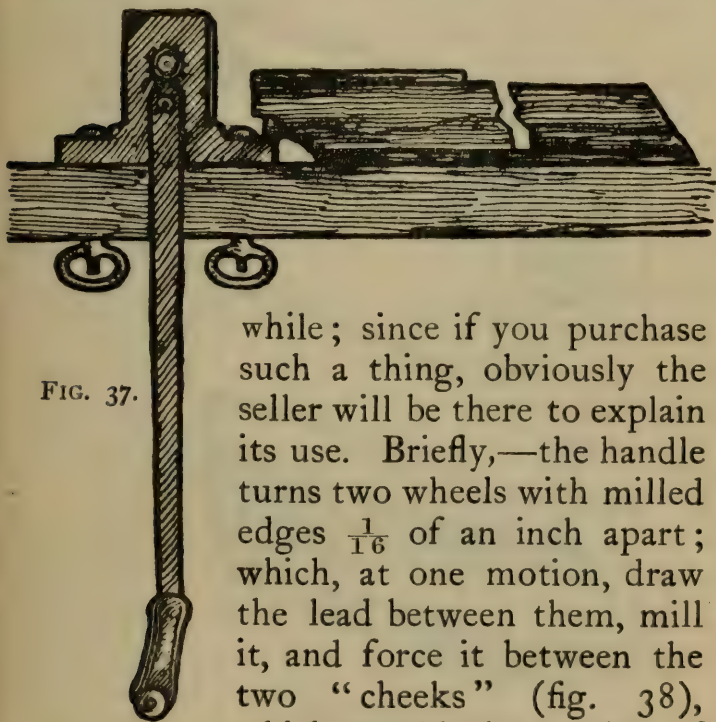 while; since if you purchase
such a thing, obviously the
FIG. 37.
seller will be there to explain
its use. Briefly,—the handle
turns two wheels with milled
edges 1/16 of an inch apart;
which, at one motion, draw
the lead between them, mill
it, and force it between the
two “cheeks” (fig. 38),